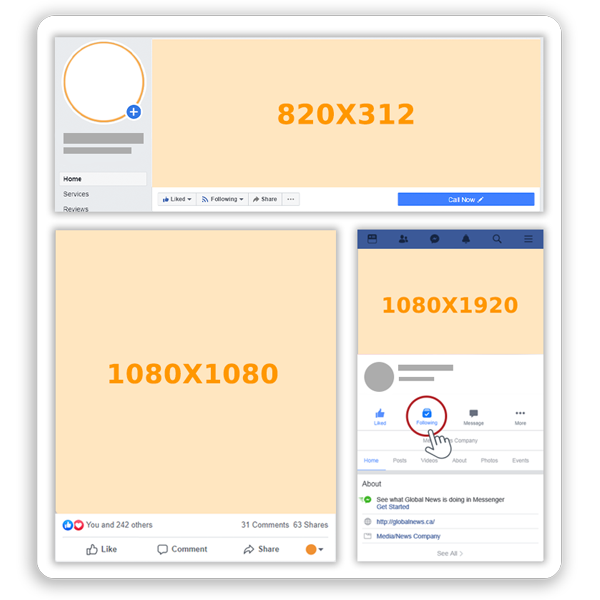 820X312
Home
Services
Reviews
Liked Following Share ...
Call Now
1080X1080
You and 242 others 31 Comments 63 Shares
Like Comment Share
1080X1920
Liked Following Message More
Company
Home Posts Videos About Photos Events
About
See what Global News is doing in Messenger
Get Started
http://globalnews.ca/
Media/News Company
See All